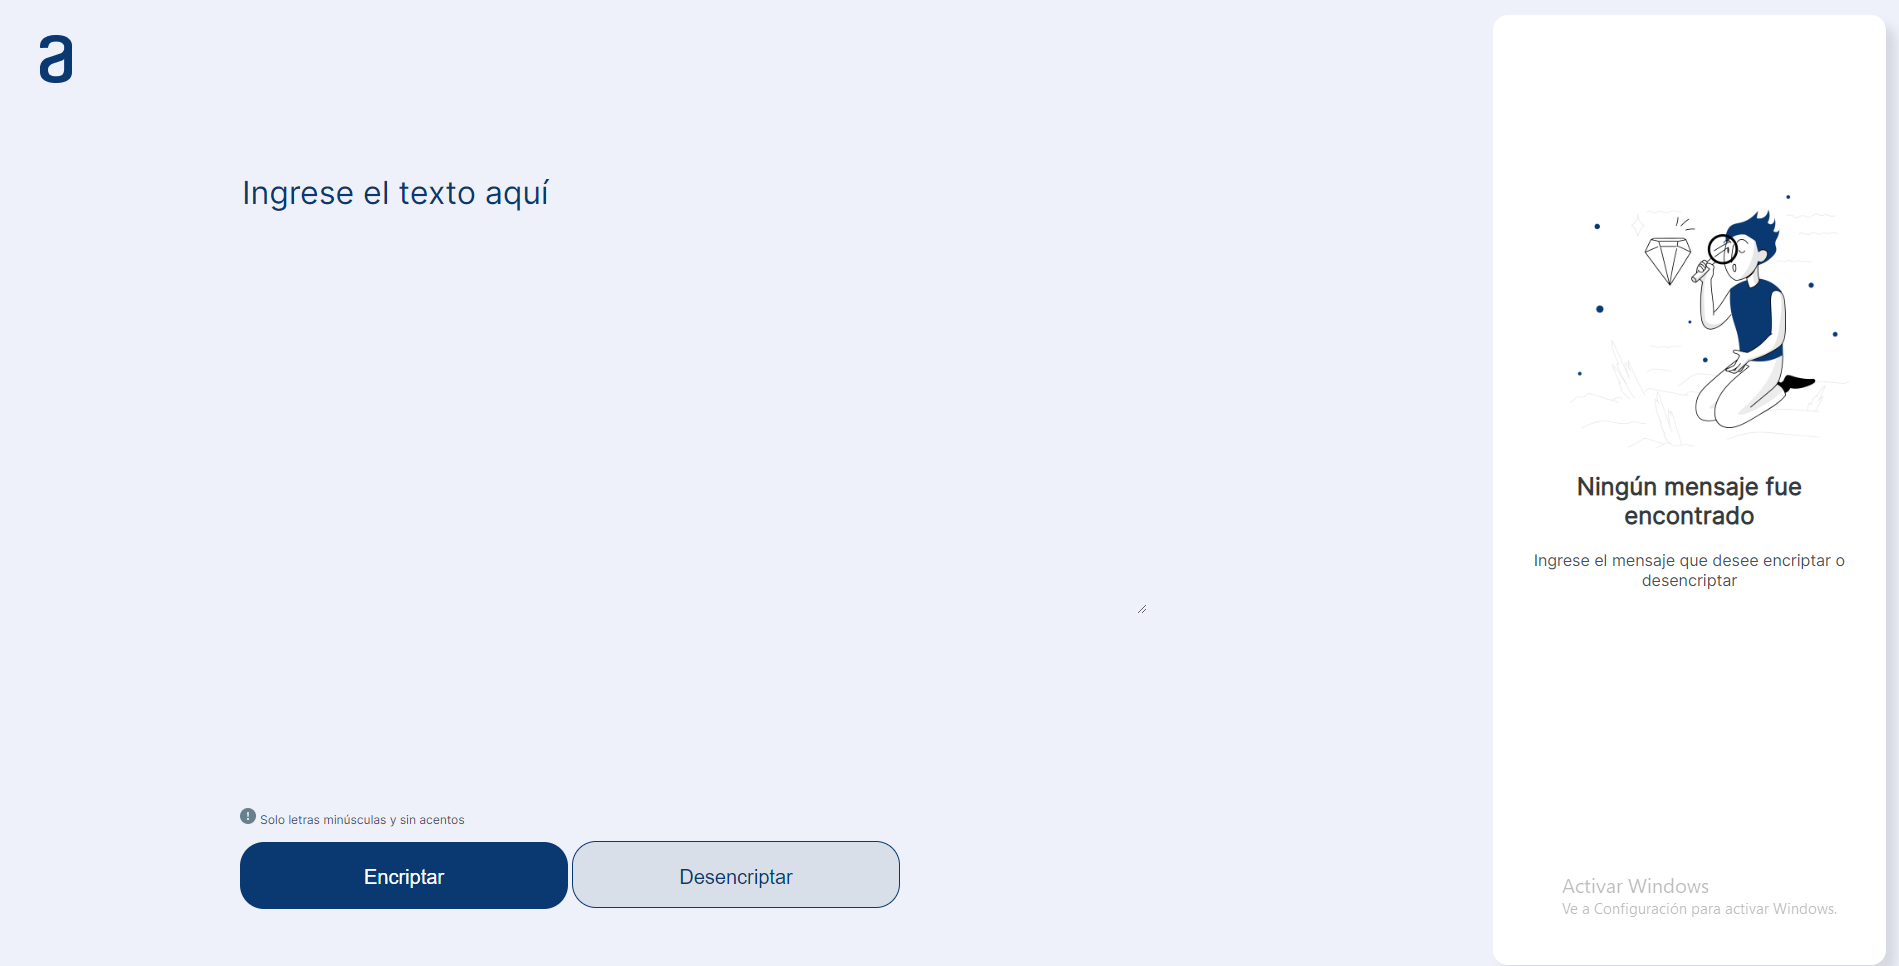 a
Ingrese el texto aquí
Solo letras minúsculas y sin acentos
Encriptar
Desencriptar
Ningún mensaje fue
encontrado
Ingrese el mensaje que desee encriptar o
desencriptar
Activar Windows
Ve a Configuración para activar Windows.